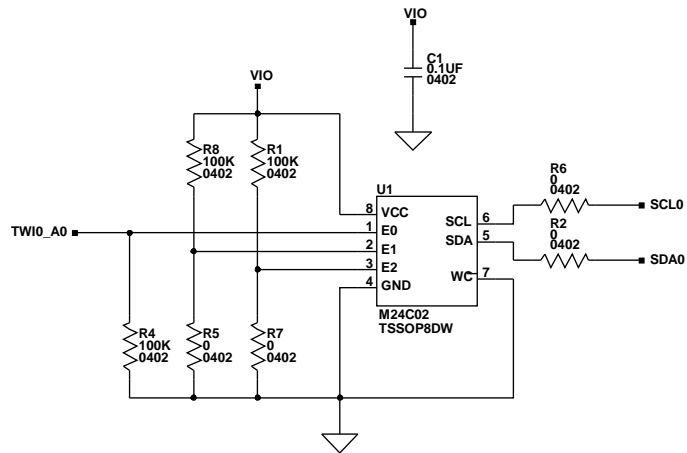 VIO
C1
0.1UF
0402
VIO
R8
100K
0402
R1
100K
0402
R6
0
0402
U1
SCL0
8 VCC
SCL 6
R2
0
0402
TWI0_A0
1 E0
SDA 5
2 E1
SDA0
3 E2
WC 7
4 GND
M24C02
TSSOP8DW
R4
100K
0402
R5
0
0402
R7
0
0402